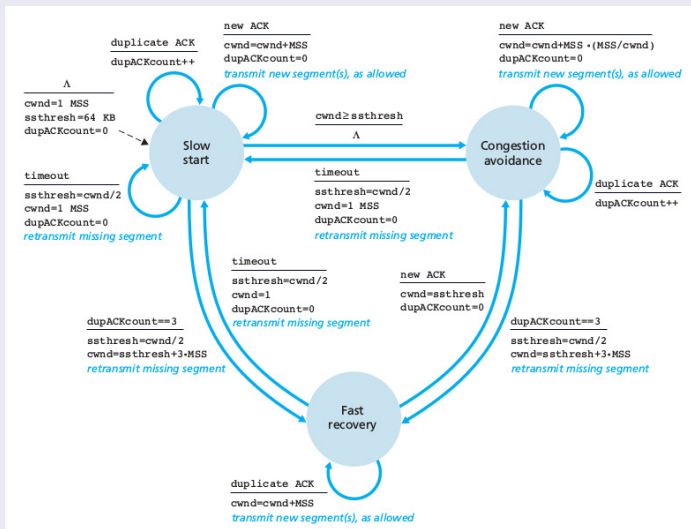 duplicate ACK
dupACKcount++
new ACK
cwnd=cwnd+MSS
dupACKcount=0
transmit new segment(s), as allowed
new ACK
cwnd=cwnd+MSS •(MSS/cwnd)
dupACKcount=0
transmit new segment(s), as allowed
Λ
cwnd=1 MSS
ssthresh=64 KB
dupACKcount=0
cwnd≥ssthresh
Λ
Slow
start
Congestion
avoidance
timeout
ssthresh=cwnd/2
cwnd=1 MSS
dupACKcount=0
retransmit missing segment
timeout
ssthresh=cwnd/2
cwnd=1 MSS
dupACKcount=0
retransmit missing segment
duplicate ACK
dupACKcount++
timeout
ssthresh=cwnd/2
cwnd=1
dupACKcount=0
retransmit missing segment
new ACK
cwnd=ssthresh
dupACKcount=0
dupACKcount==3
ssthresh=cwnd/2
cwnd=ssthresh+3•MSS
retransmit missing segment
dupACKcount==3
ssthresh=cwnd/2
cwnd=ssthresh+3•MSS
retransmit missing segment
Fast
recovery
duplicate ACK
cwnd=cwnd+MSS
transmit new segment(s), as allowed